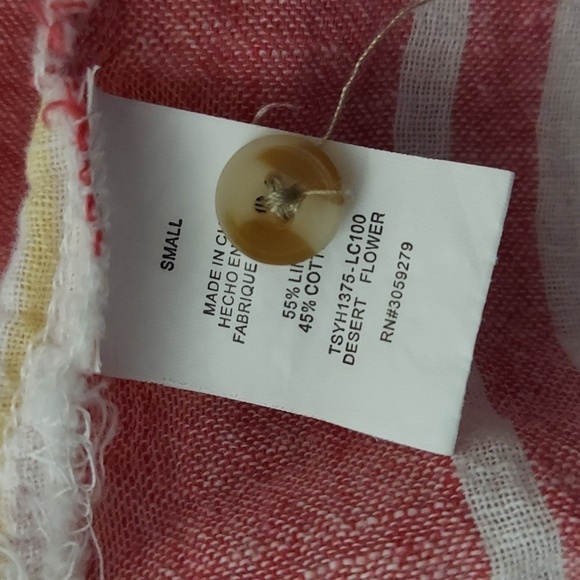 SMALL
MADE IN
HECHO EN
FABRIQUE
55%
45%
TSYH1375-LC100
DESERT FLOWER
RN#3059279